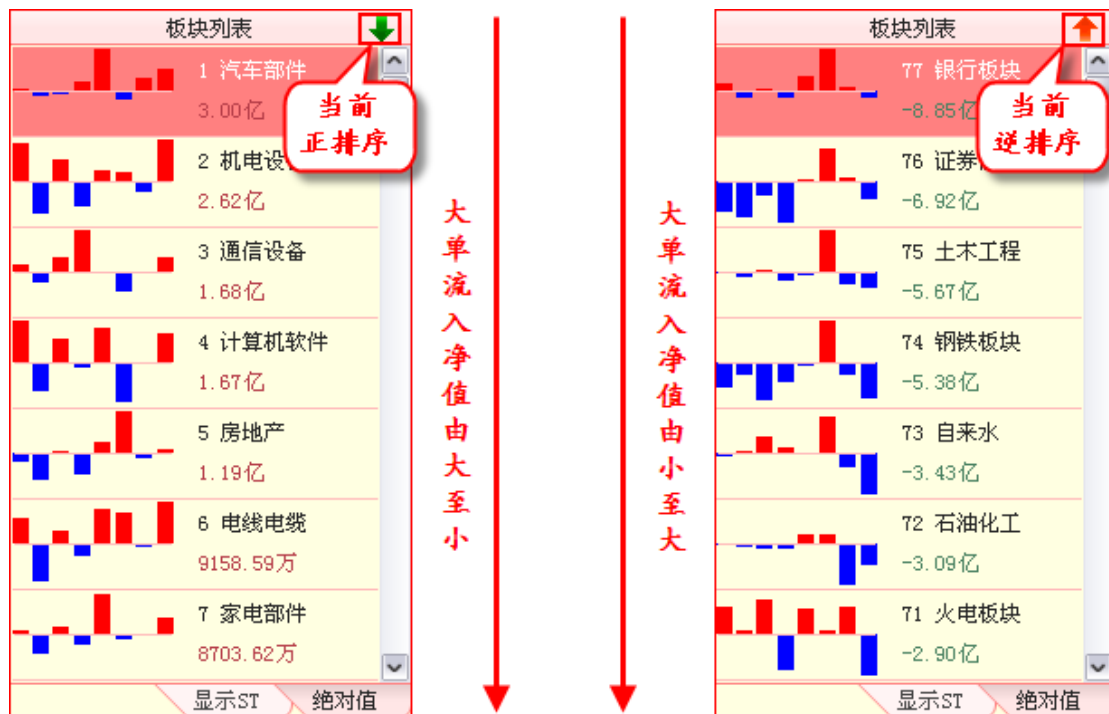 板块列表
1 汽车部件
3.00亿
当前
正排序
2 机电设
2.62亿
3 通信设备
1.68亿
4 计算机软件
1.67亿
5 房地产
1.19亿
6 电线电缆
9158.59万
7 家电部件
8703.62万
显示ST
绝对值
大单流入净值由大至小
大单流入净值由小至大
板块列表
77 银行板块
-8.85亿
当前
逆排序
76 证券
-6.92亿
75 土木工程
-5.67亿
74 钢铁板块
-5.38亿
73 自来水
-3.43亿
72 石油化工
-3.09亿
71 火电板块
-2.90亿
显示ST
绝对值